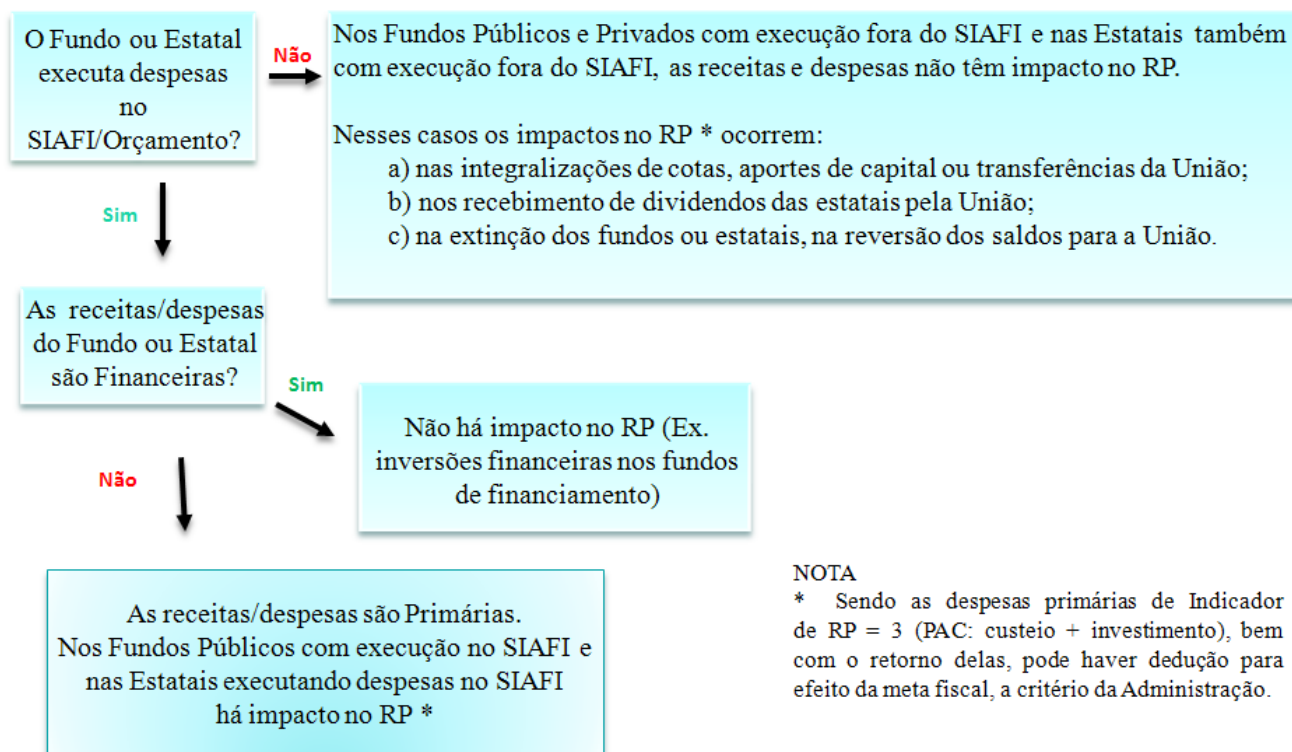 O Fundo ou Estatal
executa despesas
no
SIAFI/Orçamento?
Não
Nos Fundos Públicos e Privados com execução fora do SIAFI e nas Estatais também
com execução fora do SIAFI, as receitas e despesas não têm impacto no RP.
Nesses casos os impactos no RP * ocorrem:
a) nas integralizações de cotas, aportes de capital ou transferências da União;
b) nos recebimento de dividendos das estatais pela União;
c) na extinção dos fundos ou estatais, na reversão dos saldos para a União.
Sim
As receitas/despesas
do Fundo ou Estatal
são Financeiras?
Sim
Não há impacto no RP (Ex.
inversões financeiras nos fundos
de financiamento)
Não
As receitas/despesas são Primárias.
Nos Fundos Públicos com execução no SIAFI e
nas Estatais executando despesas no SIAFI
há impacto no RP *
NOTA
* Sendo as despesas primárias de Indicador
de RP = 3 (PAC: custeio + investimento), bem
com o retorno delas, pode haver dedução para
efeito da meta fiscal, a critério da Administração.